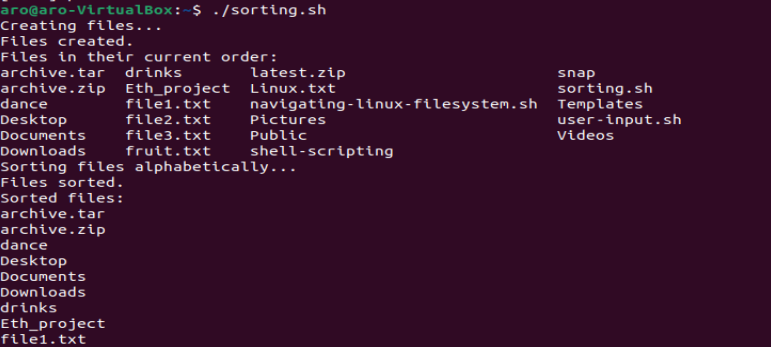 aro@aro-VirtualBox:~$ ./sorting.sh
Creating files...
Files created.
Files in their current order:
archive.tar  drinks       latest.zip                      snap
archive.zip  Eth_project  Linux.txt                       sorting.sh
dance        file1.txt    navigating-linux-filesystem.sh  Templates
Desktop      file2.txt    Pictures                        user-input.sh
Documents    file3.txt    Public                          Videos
Downloads    fruit.txt    shell-scripting
Sorting files alphabetically...
Files sorted.
Sorted files:
archive.tar
archive.zip
dance
Desktop
Documents
Downloads
drinks
Eth_project
file1.txt